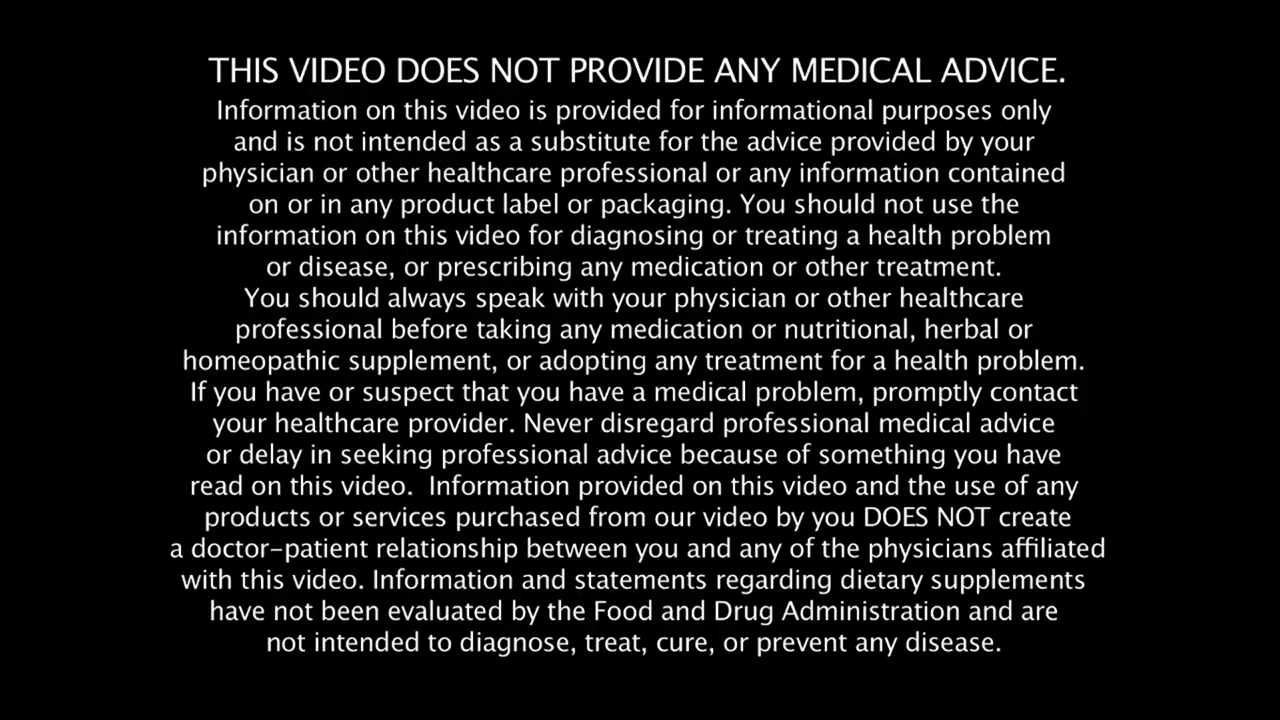 THIS VIDEO DOES NOT PROVIDE ANY MEDICAL ADVICE.
Information on this video is provided for informational purposes only
and is not intended as a substitute for the advice provided by your
physician or other healthcare professional or any information contained
on or in any product label or packaging. You should not use the
information on this video for diagnosing or treating a health problem
or disease, or prescribing any medication or other treatment.
You should always speak with your physician or other healthcare
professional before taking any medication or nutritional, herbal or
homeopathic supplement, or adopting any treatment for a health problem.
If you have or suspect that you have a medical problem, promptly contact
your healthcare provider. Never disregard professional medical advice
or delay in seeking professional advice because of something you have
read on this video.  Information provided on this video and the use of any
products or services purchased from our video by you DOES NOT create
a doctor–patient relationship between you and any of the physicians affiliated
with this video. Information and statements regarding dietary supplements
have not been evaluated by the Food and Drug Administration and are
not intended to diagnose, treat, cure, or prevent any disease.